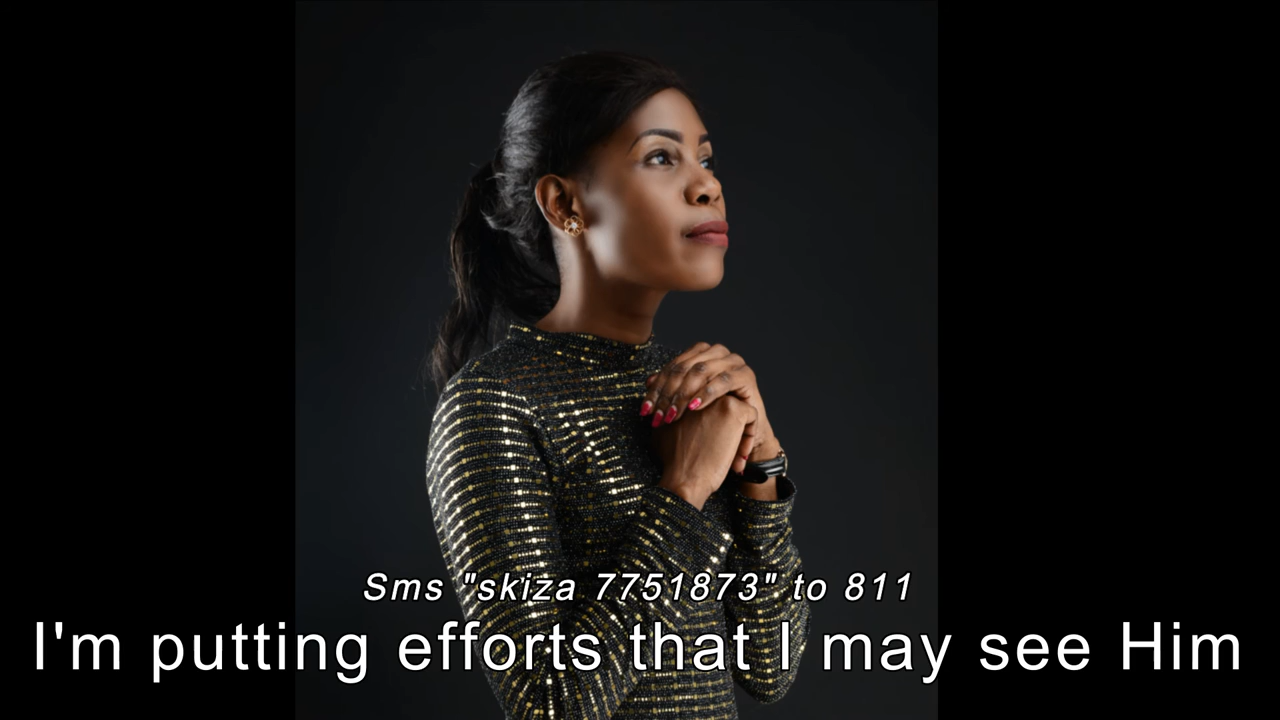 Sms "skiza 7751873" to 811
I'm putting efforts that I may see Him